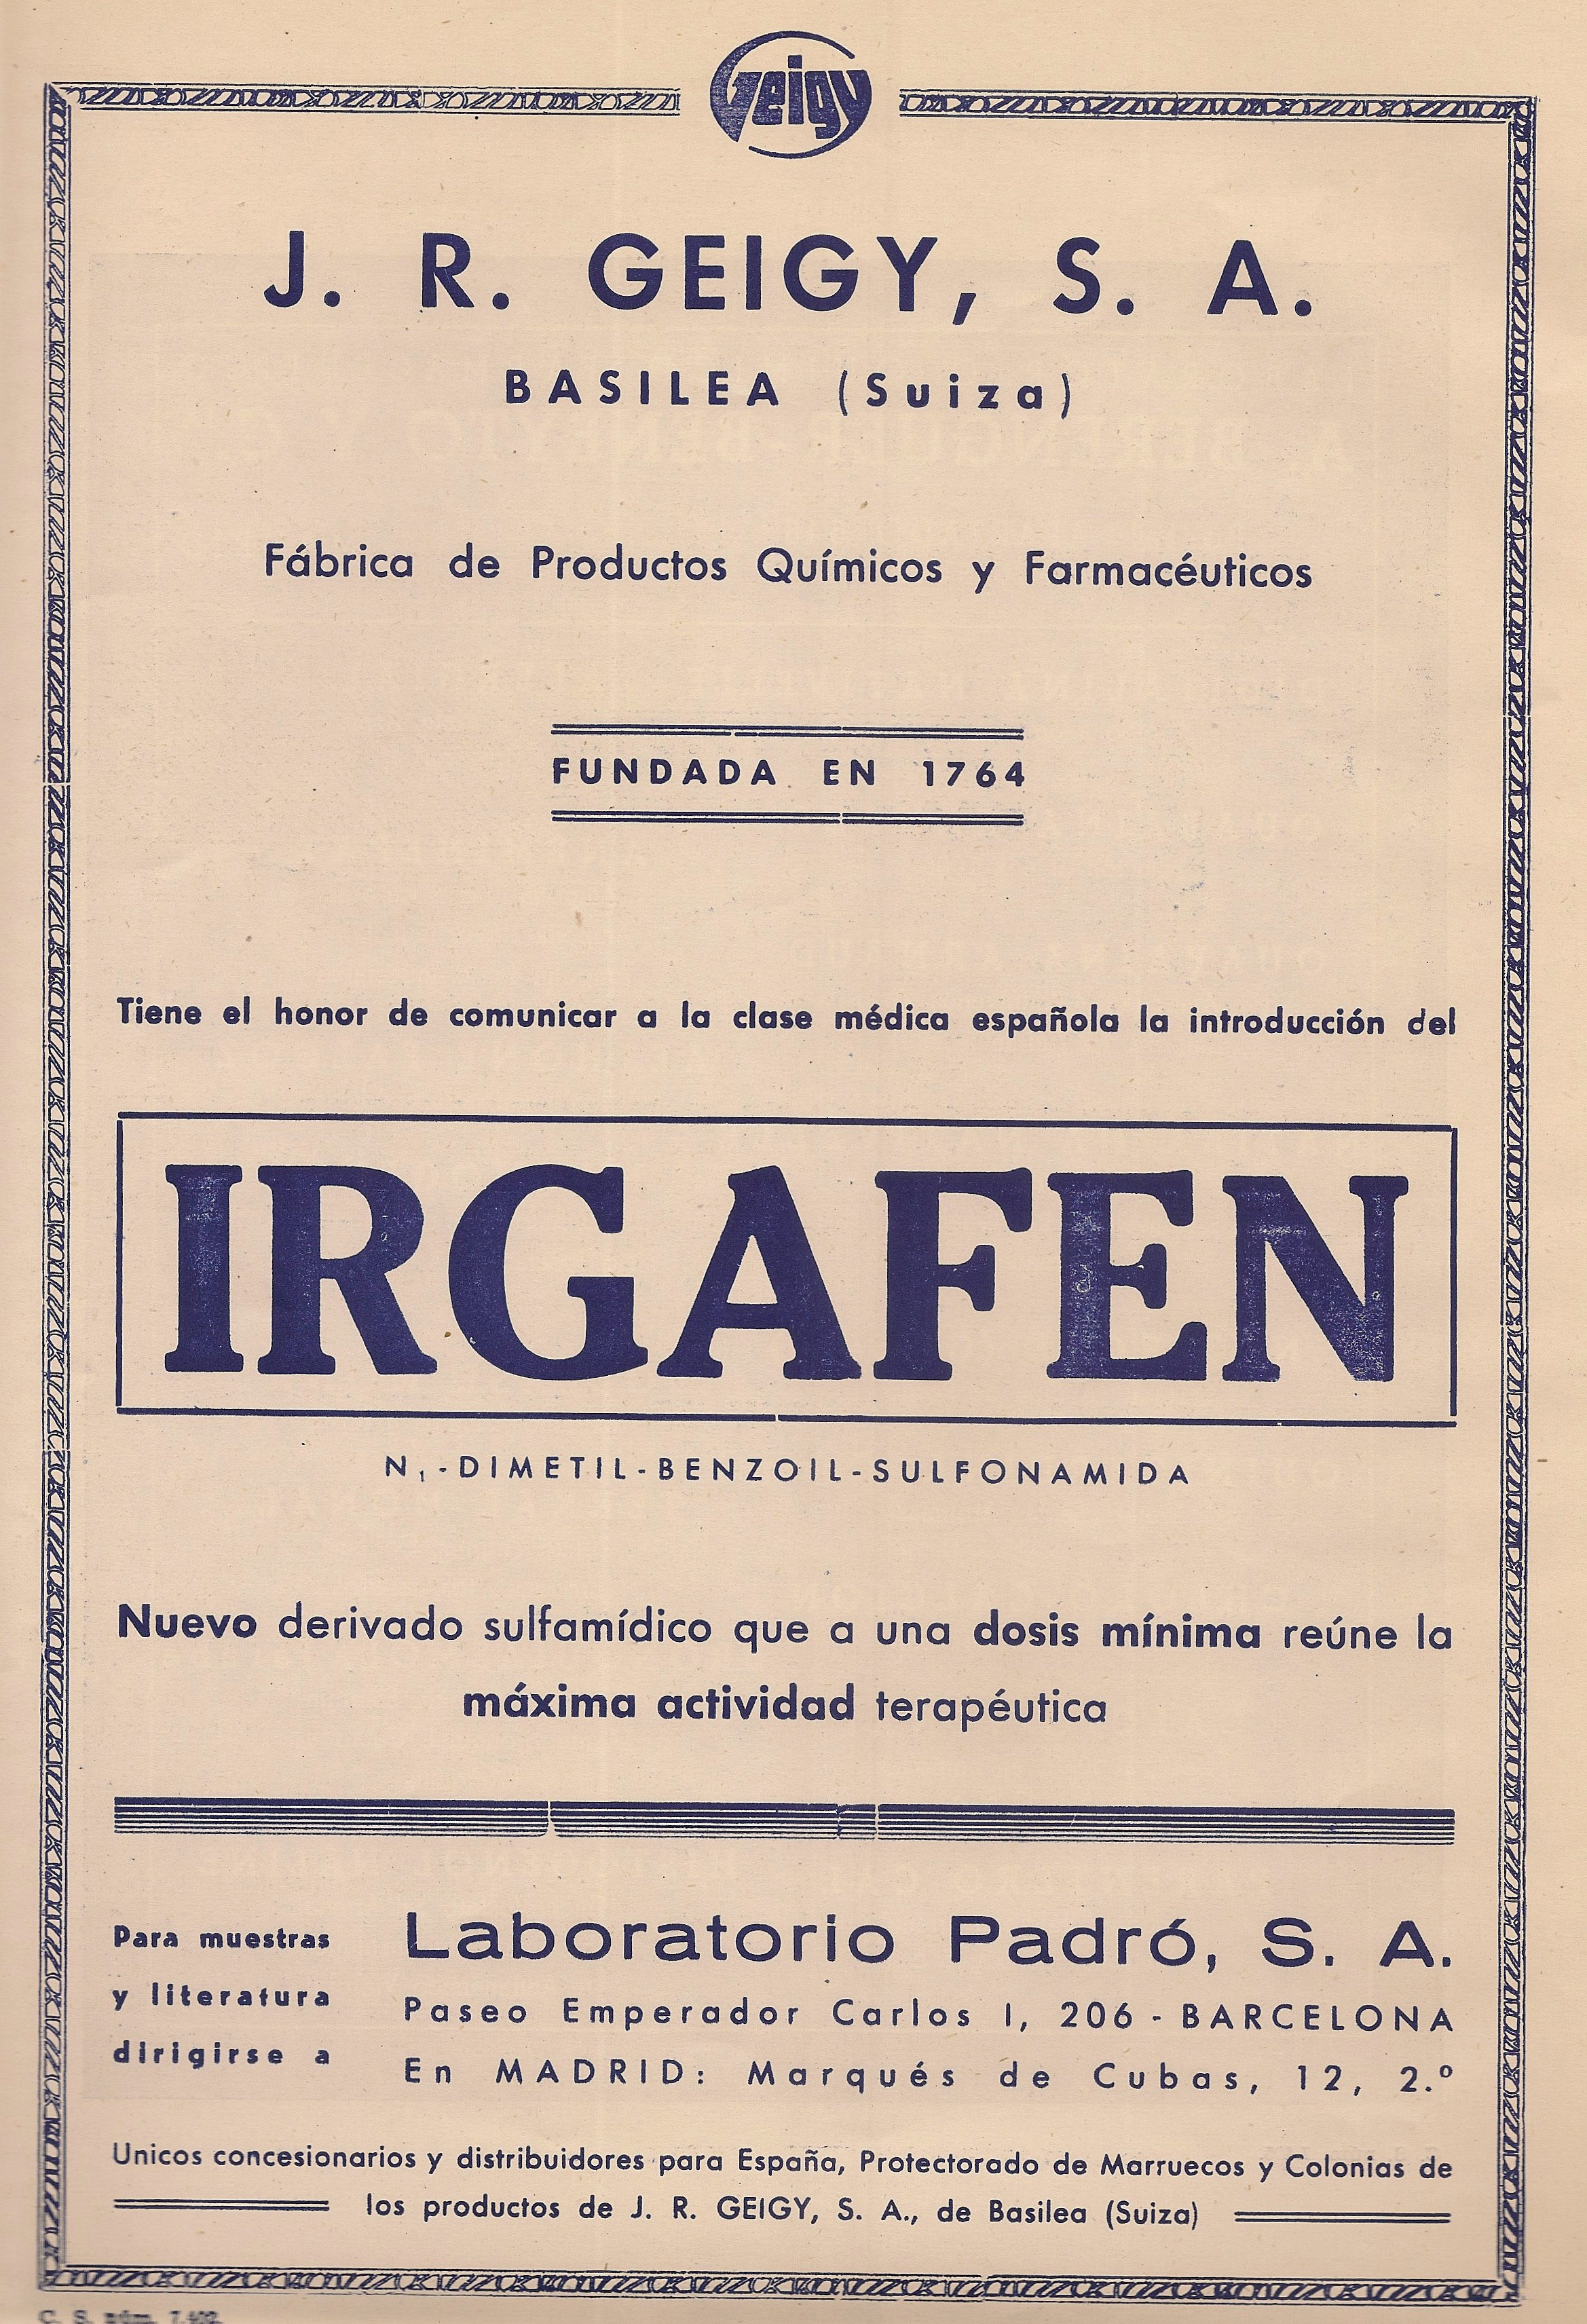 Geigy
J. R. GEIGY, S. A.
BASILEA (Suiza)
Fábrica de Productos Químicos y Farmacéuticos
FUNDADA EN 1764
Tiene el honor de comunicar a la clase médica española la introducción del
IRGAFEN
N₁-DIMETIL-BENZOIL-SULFONAMIDA
Nuevo derivado sulfamídico que a una dosis mínima reúne la
máxima actividad terapéutica
Para muestras
y literatura
dirigirse a
Laboratorio Padró, S. A.
Paseo Emperador Carlos I, 206 - BARCELONA
En MADRID: Marqués de Cubas, 12, 2.º
Unicos concesionarios y distribuidores para España, Protectorado de Marruecos y Colonias de
los productos de J. R. GEIGY, S. A., de Basilea (Suiza)
C. S. núm.